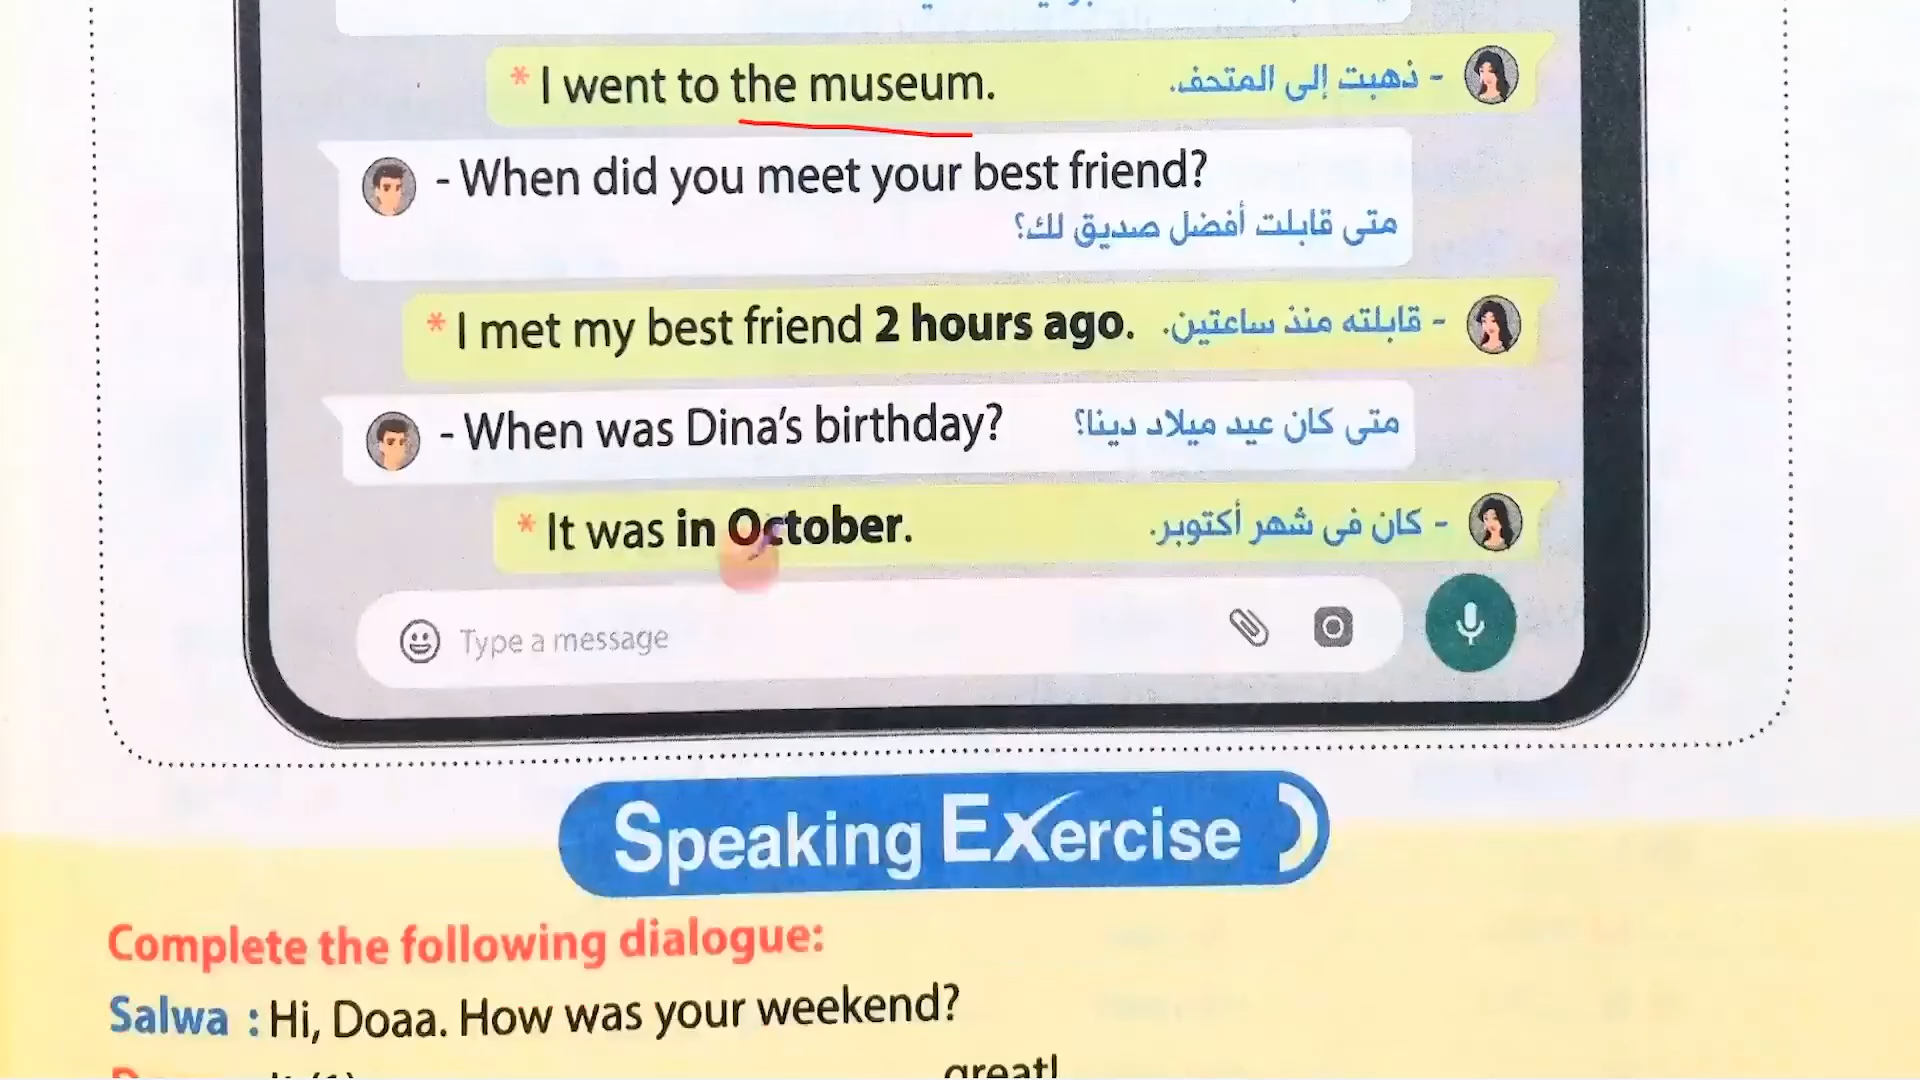 * I went to the museum. - ذهبت إلى المتحف.
- When did you meet your best friend?
متى قابلت أفضل صديق لك؟
* I met my best friend 2 hours ago. - قابلته منذ ساعتين.
- When was Dina's birthday? متى كان عيد ميلاد دينا؟
* It was in October. - كان فى شهر أكتوبر.
Type a message
Speaking Exercise
Complete the following dialogue:
Salwa : Hi, Doaa. How was your weekend?
great!